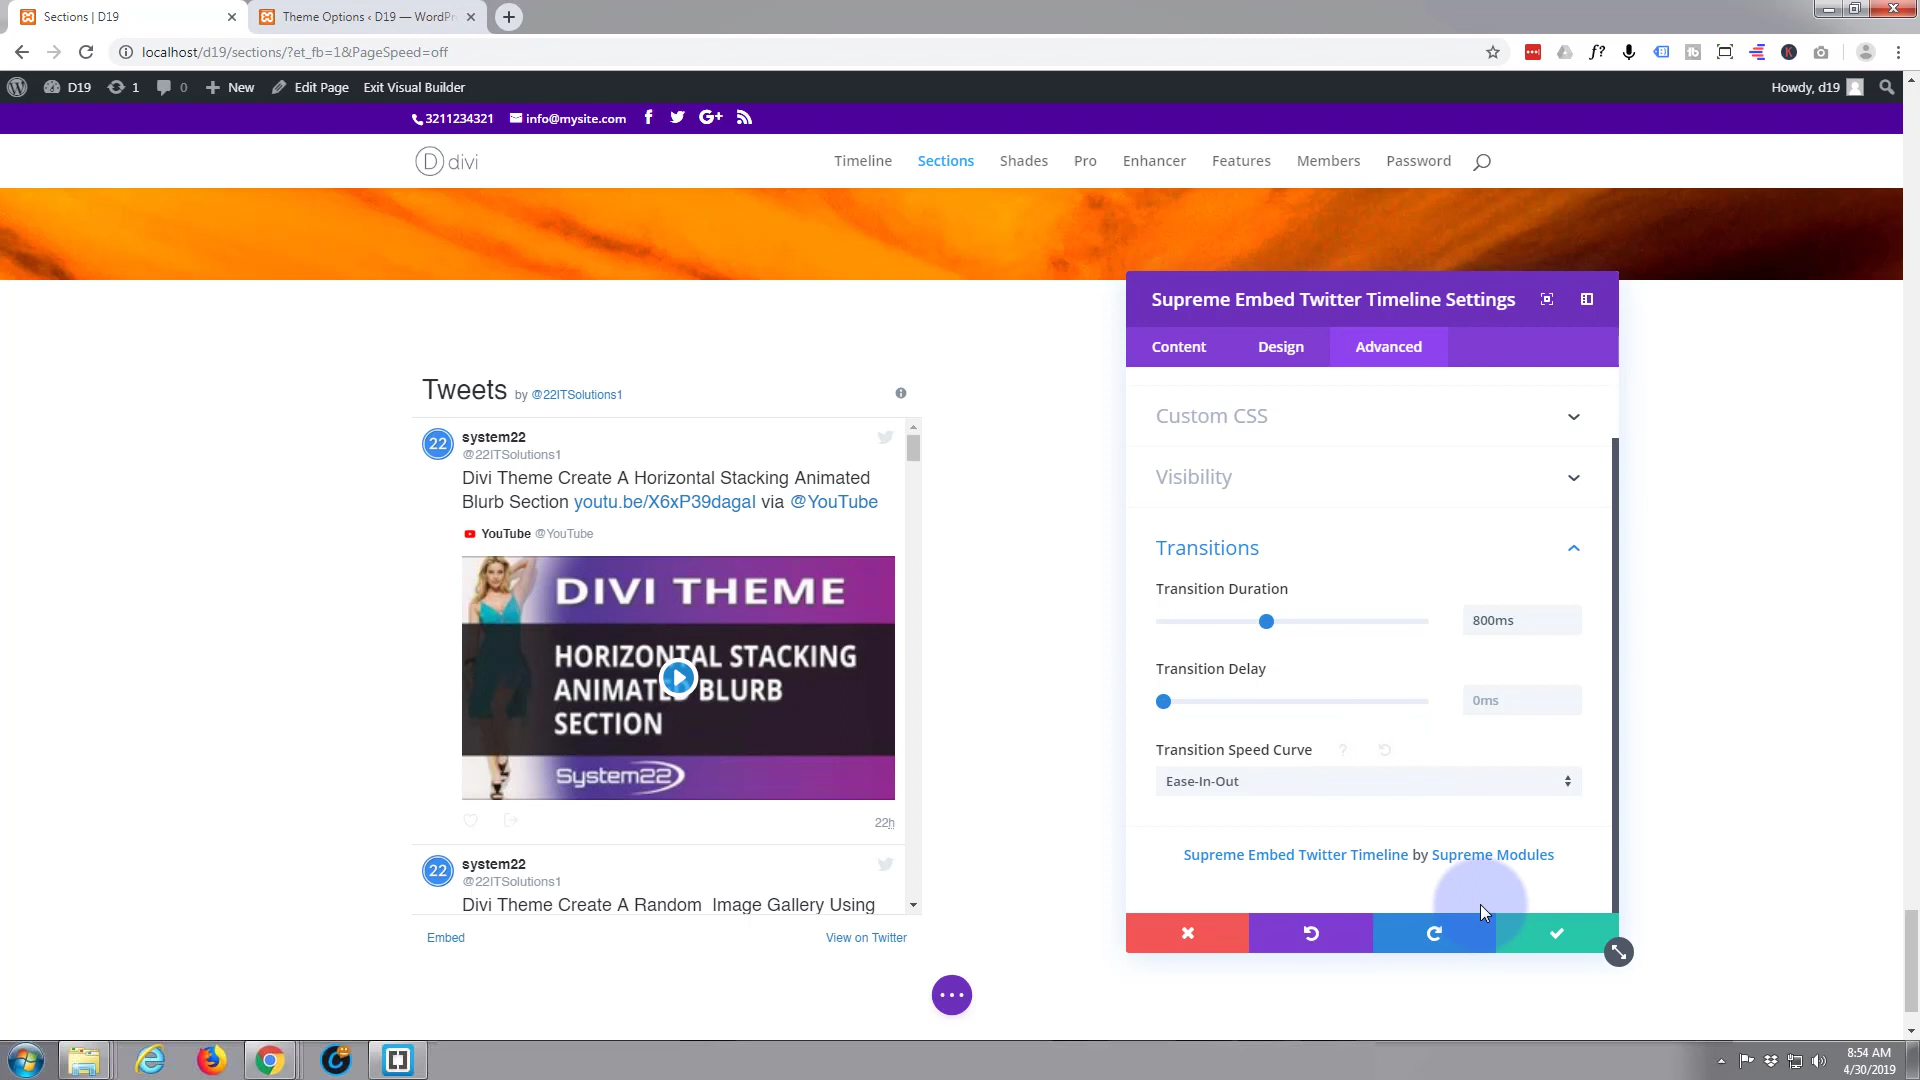 Sections | D19
Theme Options ‹ D19 — WordPr
localhost/d19/sections/?et_fb=1&PageSpeed=off
f?
D19 1 0 New Edit Page Exit Visual Builder
Howdy, d19
3211234321 info@mysite.com G+
D divi
Timeline Sections Shades Pro Enhancer Features Members Password
Supreme Embed Twitter Timeline Settings
Content Design Advanced
Custom CSS
Visibility
Transitions
Transition Duration
800ms
Transition Delay
0ms
Transition Speed Curve ?
Ease-In-Out
Supreme Embed Twitter Timeline by Supreme Modules
Tweets by @22ITSolutions1
22 system22
@22ITSolutions1
Divi Theme Create A Horizontal Stacking Animated
Blurb Section youtu.be/X6xP39dagaI via @YouTube
YouTube @YouTube
DIVI THEME
HORIZONTAL STACKING
ANIMATED BLURB
SECTION
System22
22h
22 system22
@22ITSolutions1
Divi Theme Create A Random Image Gallery Using
Embed View on Twitter
8:54 AM
4/30/2019